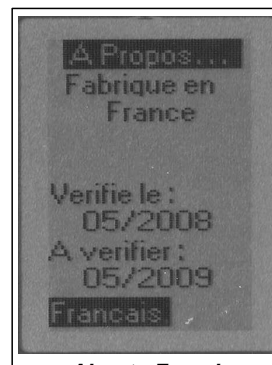 A Propos...
Fabrique en
France
Verifie le :
05/2008
A verifier :
05/2009
Francais